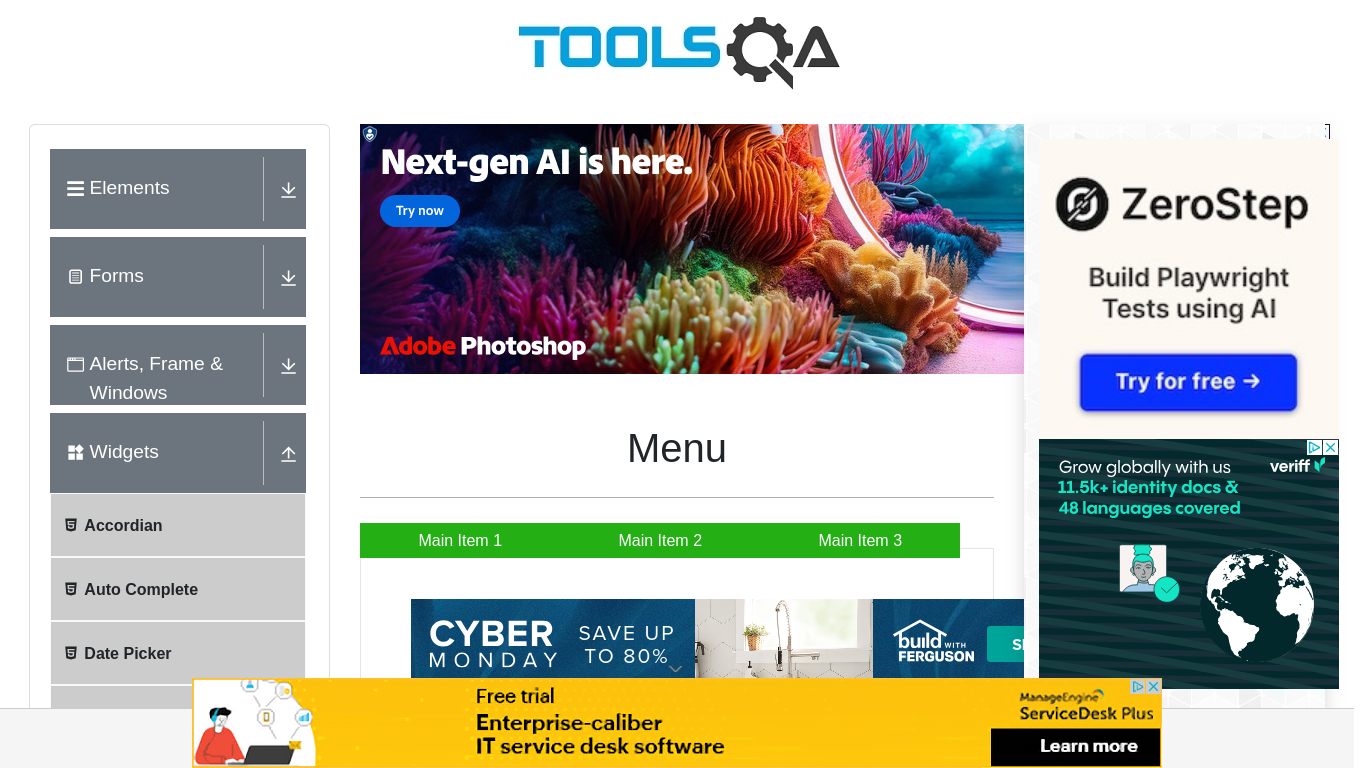 TOOLSQA
Elements
Forms
Alerts, Frame &
Windows
Widgets
Accordian
Auto Complete
Date Picker
Next-gen AI is here.
Try now
Adobe Photoshop
Menu
Main Item 1
Main Item 2
Main Item 3
CYBER
MONDAY
SAVE UP
TO 80%
build WITH
FERGUSON
ZeroStep
Build Playwright
Tests using AI
Try for free →
Grow globally with us
11.5k+ identity docs &
48 languages covered
veriff
Free trial
Enterprise-caliber
IT service desk software
ManageEngine
ServiceDesk Plus
Learn more